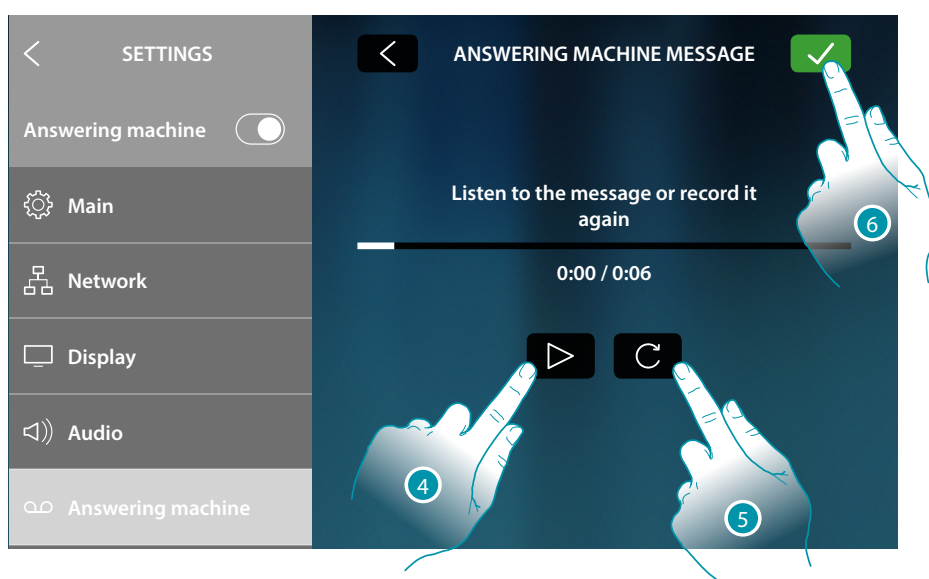 SETTINGS
Answering machine
Main
Network
Display
Audio
Answering machine
ANSWERING MACHINE MESSAGE
Listen to the message or record it
again
0:00 / 0:06
4
5
6